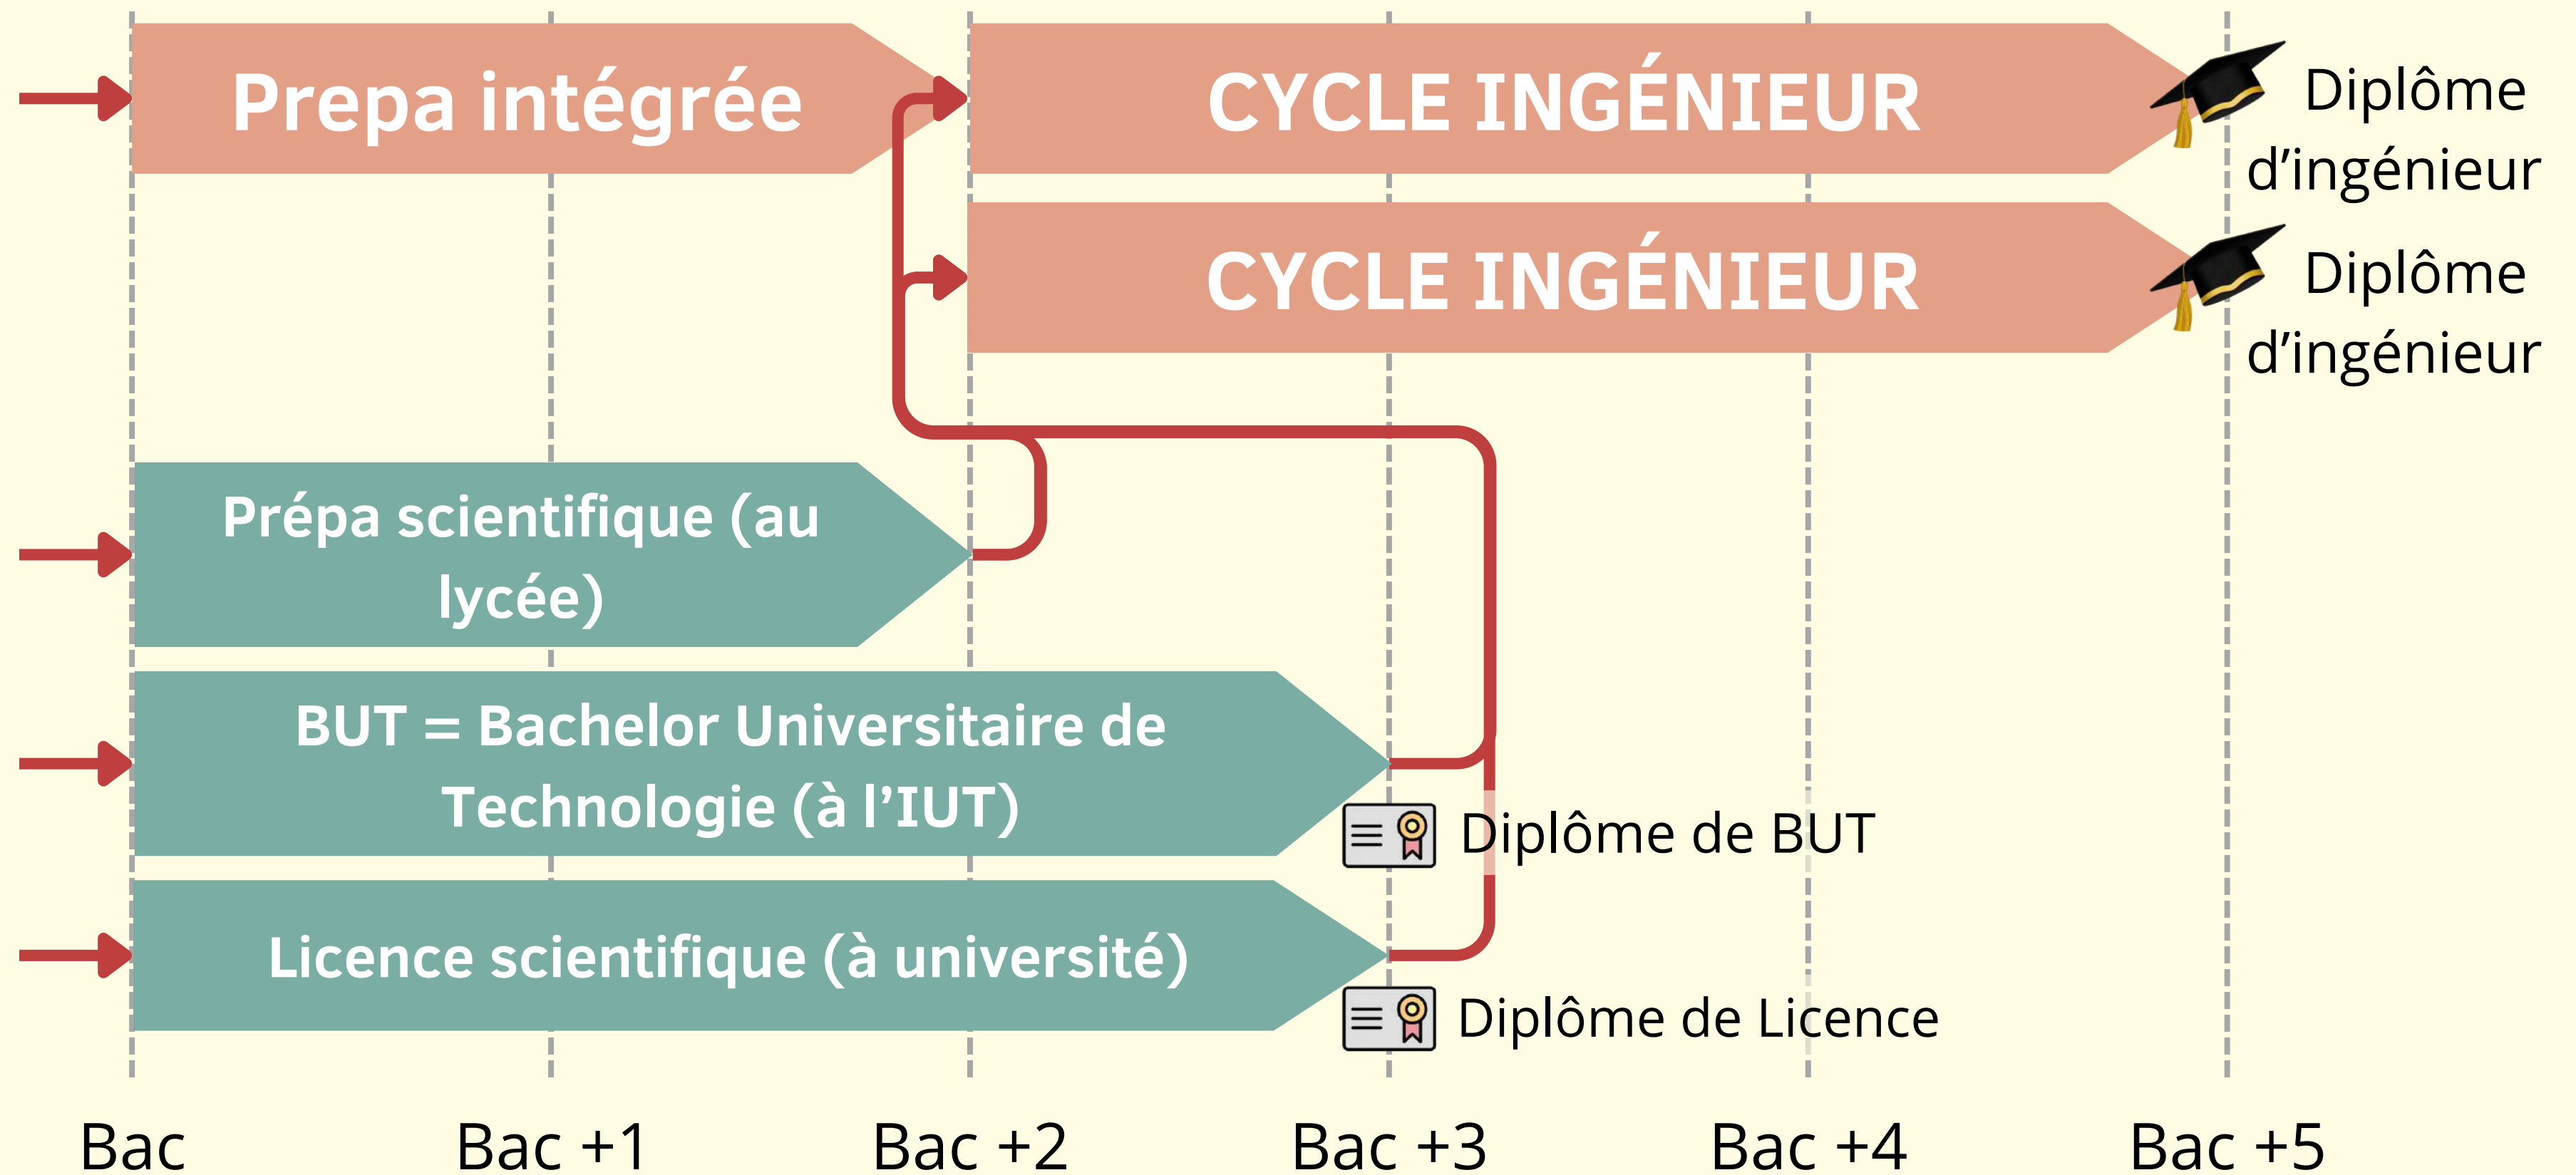 Prepa intégrée
CYCLE INGÉNIEUR
Diplôme
d’ingénieur
CYCLE INGÉNIEUR
Diplôme
d’ingénieur
Prépa scientifique (au
lycée)
BUT = Bachelor Universitaire de
Technologie (à l’IUT)
Diplôme de BUT
Licence scientifique (à université)
Diplôme de Licence
Bac
Bac +1
Bac +2
Bac +3
Bac +4
Bac +5